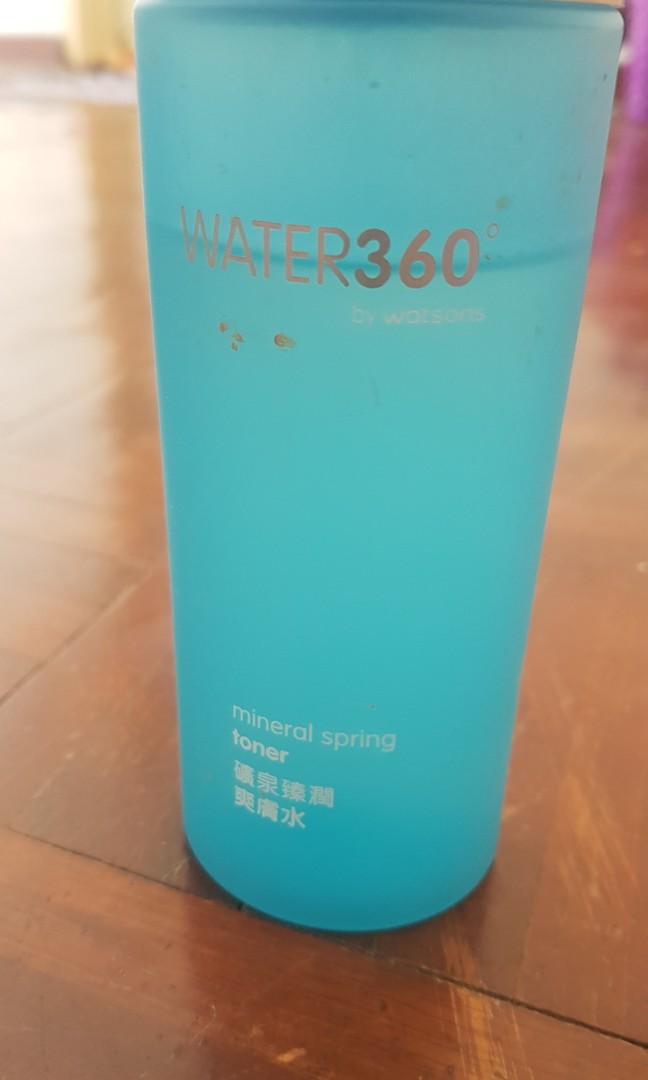 WATER360°
by watsons
mineral spring
toner
礦泉臻潤
爽膚水